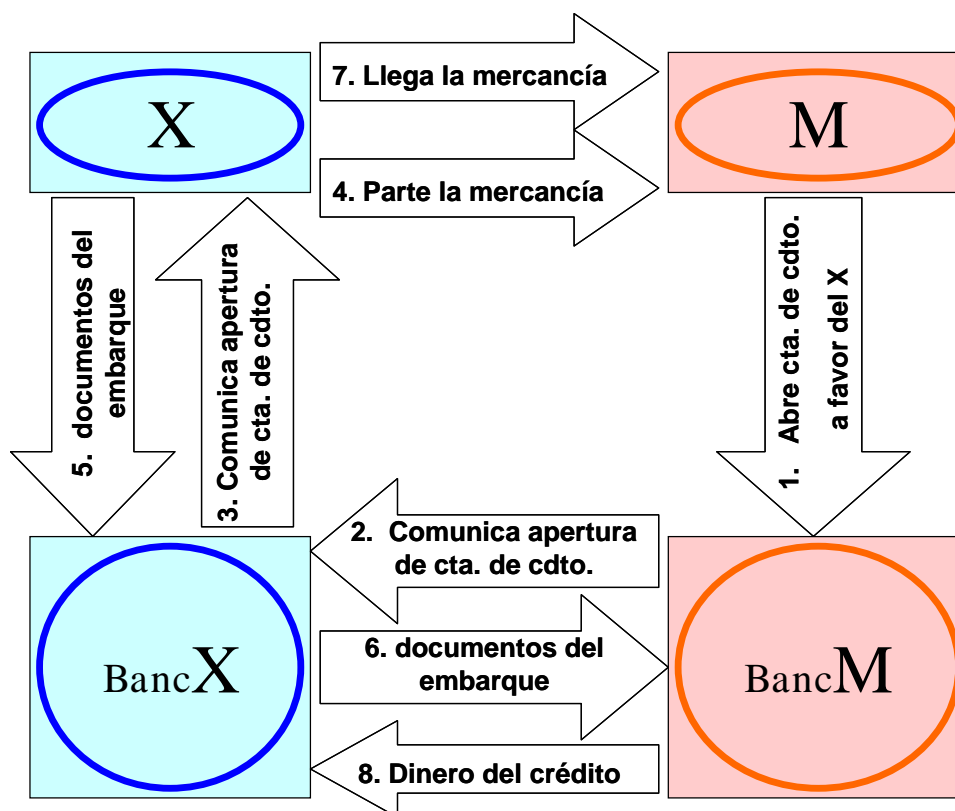 X
7. Llega la mercancía
M
4. Parte la mercancía
5. documentos del
embarque
3. Comunica apertura
de cta. de cdto.
1. Abre cta. de cdto.
a favor del X
2. Comunica apertura
de cta. de cdto.
BancX
6. documentos del
embarque
BancM
8. Dinero del crédito